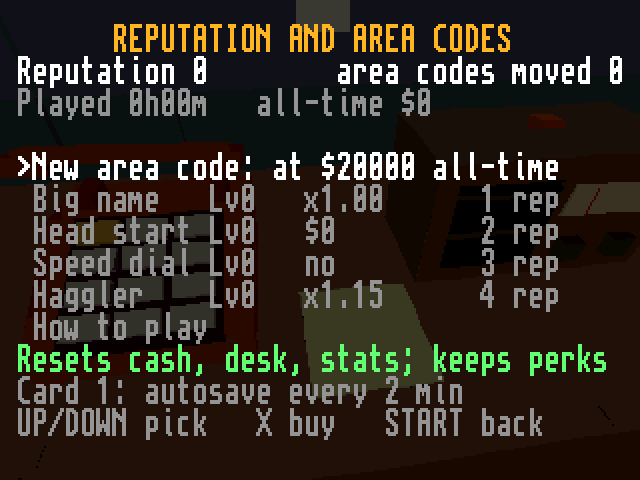 REPUTATION AND AREA CODES
Reputation 0 area codes moved 0
Played 0h00m all-time $0
>New area code: at $20000 all-time
Big name Lv0 x1.00 1 rep
Head start Lv0 $0 2 rep
Speed dial Lv0 no 3 rep
Haggler Lv0 x1.15 4 rep
How to play
Resets cash, desk, stats; keeps perks
Card 1: autosave every 2 min
UP/DOWN pick X buy START back